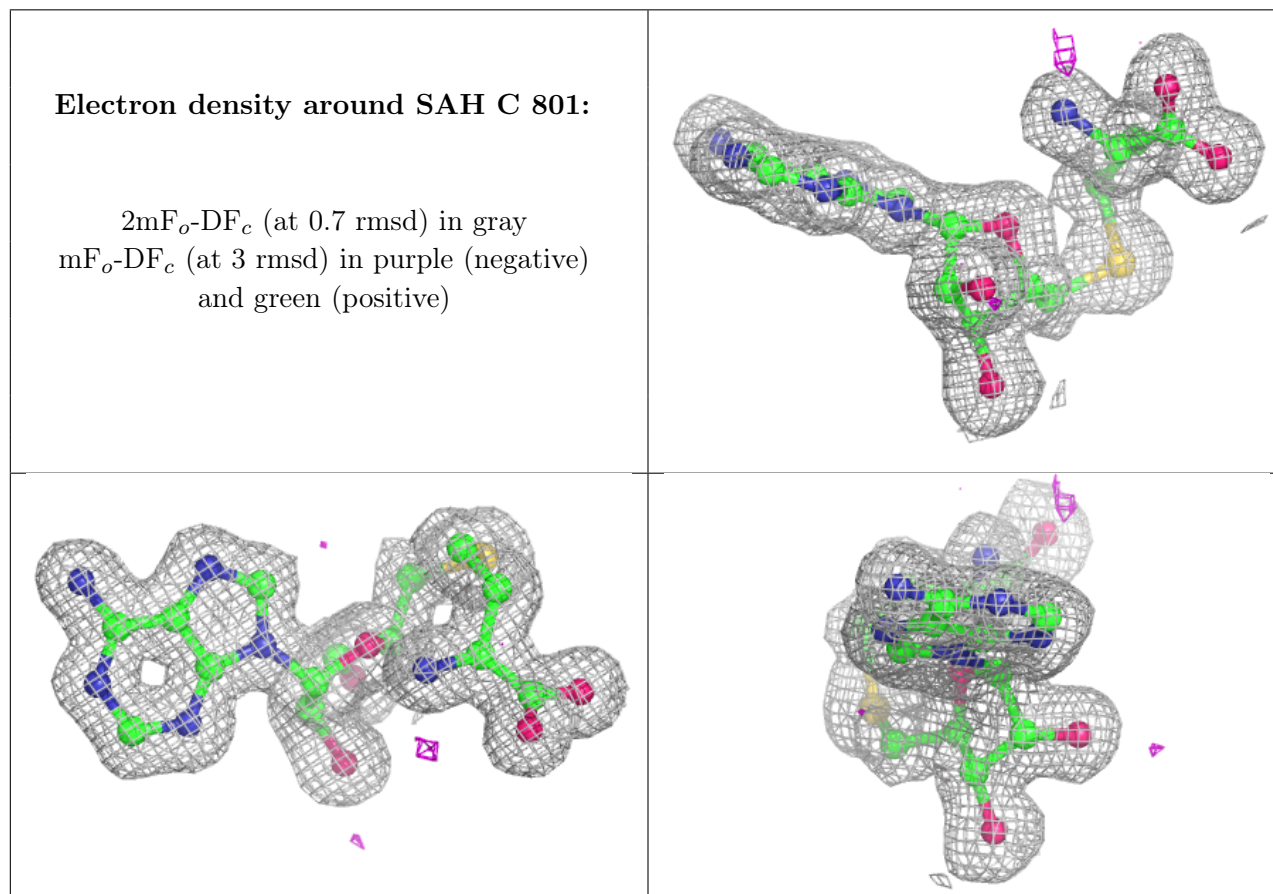 Electron density around SAH C 801:
2mFo-DFc (at 0.7 rmsd) in gray
mFo-DFc (at 3 rmsd) in purple (negative)
and green (positive)